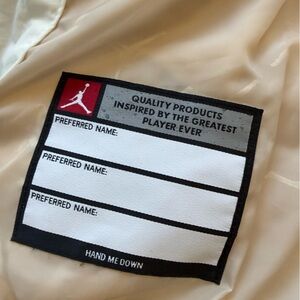 QUALITY PRODUCTS
INSPIRED BY THE GREATEST
PLAYER EVER
PREFERRED NAME:
PREFERRED NAME:
PREFERRED NAME:
HAND ME DOWN